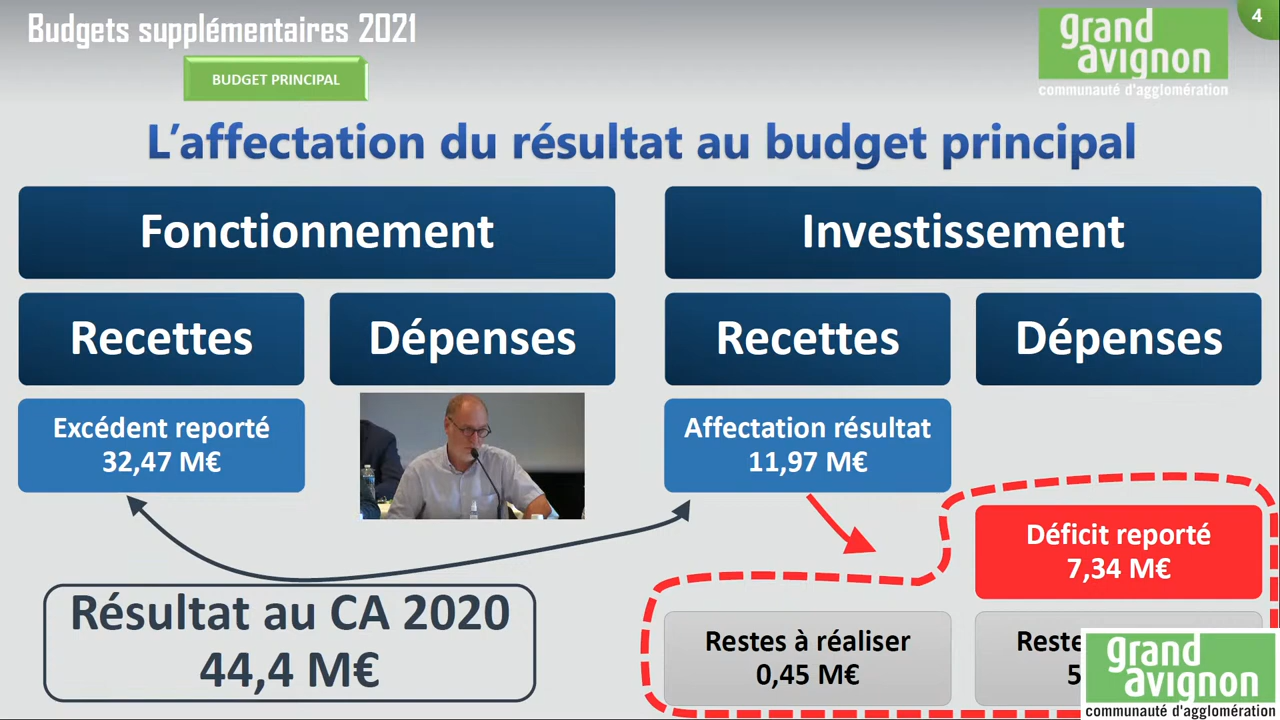 Budgets supplémentaires 2021
4
BUDGET PRINCIPAL
grand
avignon
communauté d'agglomération
L'affectation du résultat au budget principal
Fonctionnement
Investissement
Recettes
Dépenses
Recettes
Dépenses
Excédent reporté
32,47 M€
Affectation résultat
11,97 M€
Déficit reporté
7,34 M€
Résultat au CA 2020
44,4 M€
Restes à réaliser
0,45 M€
grand
avignon
communauté d'agglomération